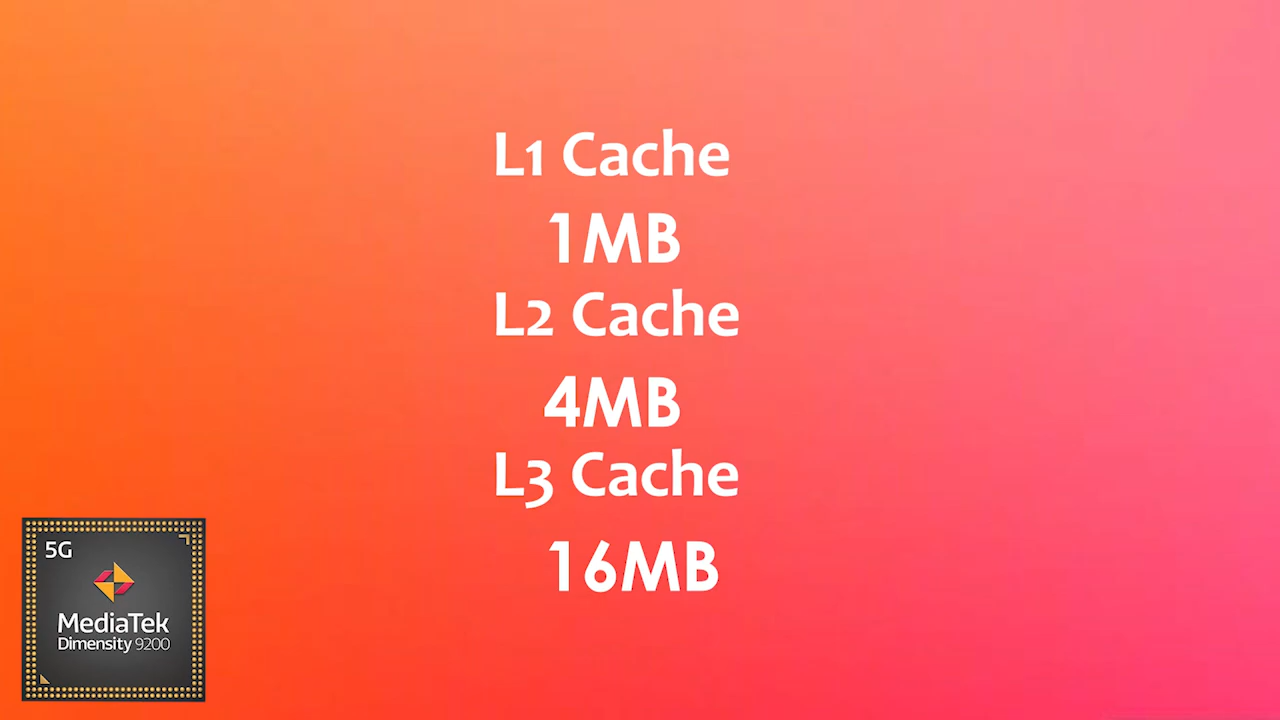 L1 Cache
1MB
L2 Cache
4MB
L3 Cache
16MB
5G
MediaTek
Dimensity 9200